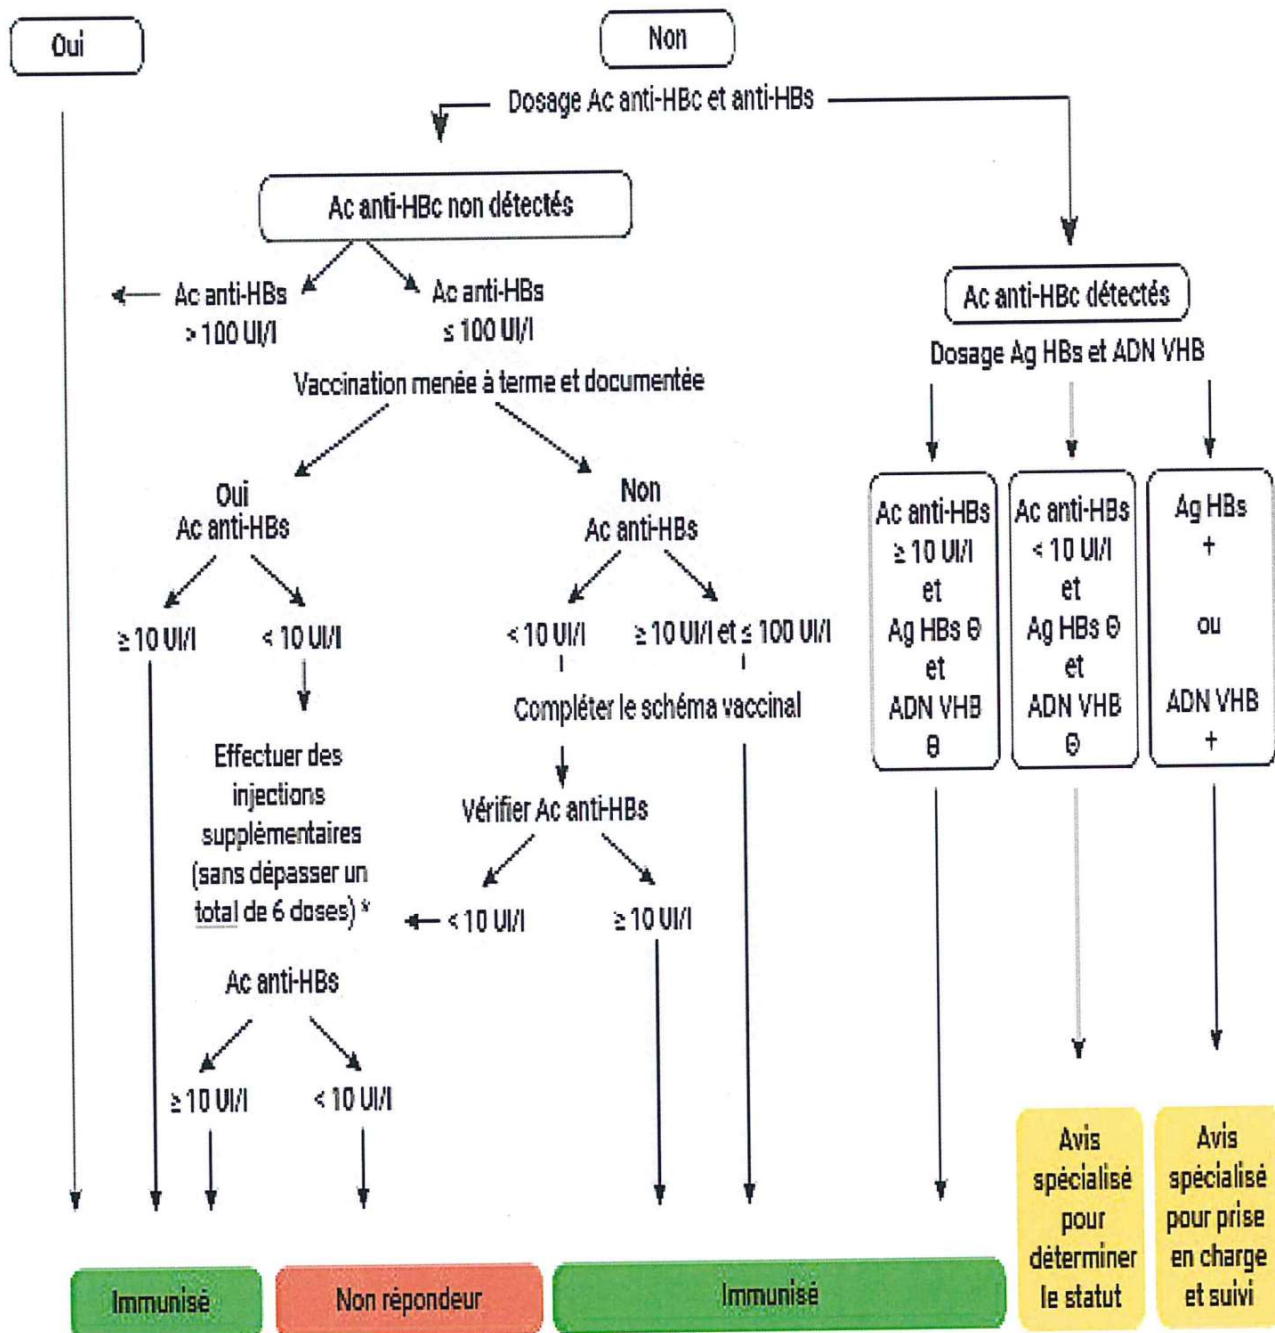 Oui
Non
Dosage Ac anti-HBc et anti-HBs
Ac anti-HBc non détectés
Ac anti-HBs
> 100 UI/l
Ac anti-HBs
≤ 100 UI/l
Ac anti-HBc détectés
Dosage Ag HBs et ADN VHB
Vaccination menée à terme et documentée
Oui
Ac anti-HBs
Non
Ac anti-HBs
≥ 10 UI/l
< 10 UI/l
< 10 UI/l
≥ 10 UI/l et ≤ 100 UI/l
Ac anti-HBs
≥ 10 UI/l
et
Ag HBs ⊖
et
ADN VHB
⊖
Ac anti-HBs
< 10 UI/l
et
Ag HBs ⊖
et
ADN VHB
⊖
Ag HBs
+
ou
ADN VHB
+
Compléter le schéma vaccinal
Effectuer des
injections
supplémentaires
(sans dépasser un
total de 6 doses) *
Vérifier Ac anti-HBs
< 10 UI/l
≥ 10 UI/l
Ac anti-HBs
≥ 10 UI/l
< 10 UI/l
Immunisé
Non répondeur
Immunisé
Avis
spécialisé
pour
déterminer
le statut
Avis
spécialisé
pour prise
en charge
et suivi